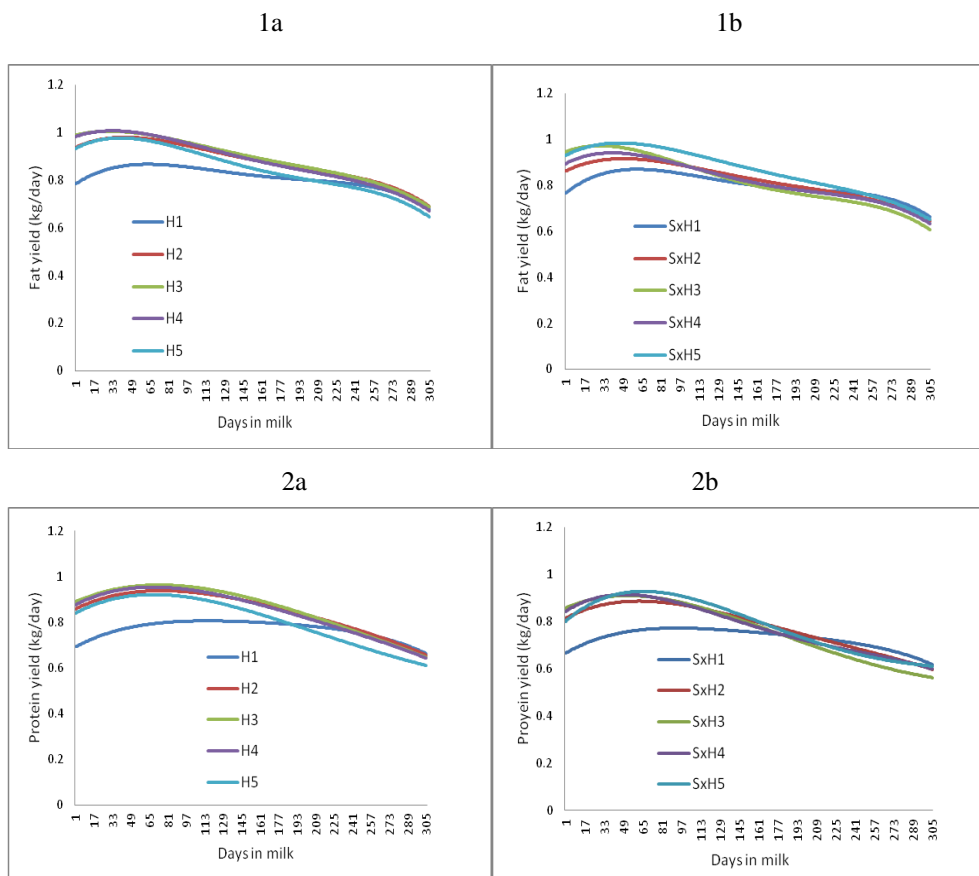 1a
1b
Fat yield (kg/day)
1.2
1
0.8
0.6
0.4
0.2
0
H1
H2
H3
H4
H5
1 17 33 49 65 81 97 113 129 145 161 177 193 209 225 241 257 273 289 305
Days in milk
Fat yield (kg/day)
1.2
1
0.8
0.6
0.4
0.2
0
SxH1
SxH2
SxH3
SxH4
SxH5
1 17 33 49 65 81 97 113 129 145 161 177 193 209 225 241 257 273 289 305
Days in milk
2a
2b
Protein yield (kg/day)
1.2
1
0.8
0.6
0.4
0.2
0
H1
H2
H3
H4
H5
1 17 33 49 65 81 97 113 129 145 161 177 193 209 225 241 257 273 289 305
Days in milk
Proyein yield (kg/day)
1.2
1
0.8
0.6
0.4
0.2
0
SxH1
SxH2
SxH3
SxH4
SxH5
1 17 33 49 65 81 97 113 129 145 161 177 193 209 225 241 257 273 289 305
Days in milk